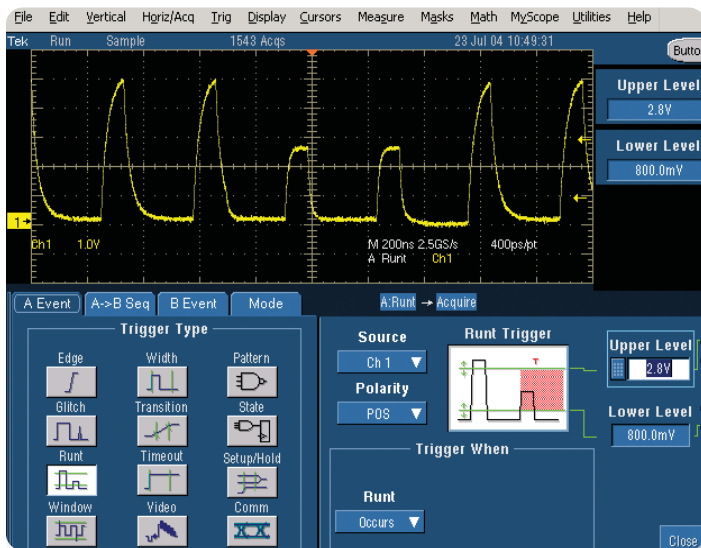 File Edit Vertical Horiz/Acq Trig Display Cursors Measure Masks Math MyScope Utilities Help
Tek Run Sample 1543 Acqs 23 Jul 04 10:49:31
Butto
Upper Level
2.8V
Lower Level
800.0mV
1
Ch1 1.0V
M 200ns 2.5GS/s 400ps/pt
A Runt Ch1
A Event A->B Seq B Event Mode
A:Runt → Acquire
Trigger Type
Edge Width Pattern
Glitch Transition State
Runt Timeout Setup/Hold
Window Video Comm
Source
Ch 1
Polarity
POS
Runt Trigger
T
Upper Level
2.8V
Lower Level
800.0mV
Trigger When
Runt
Occurs
Close